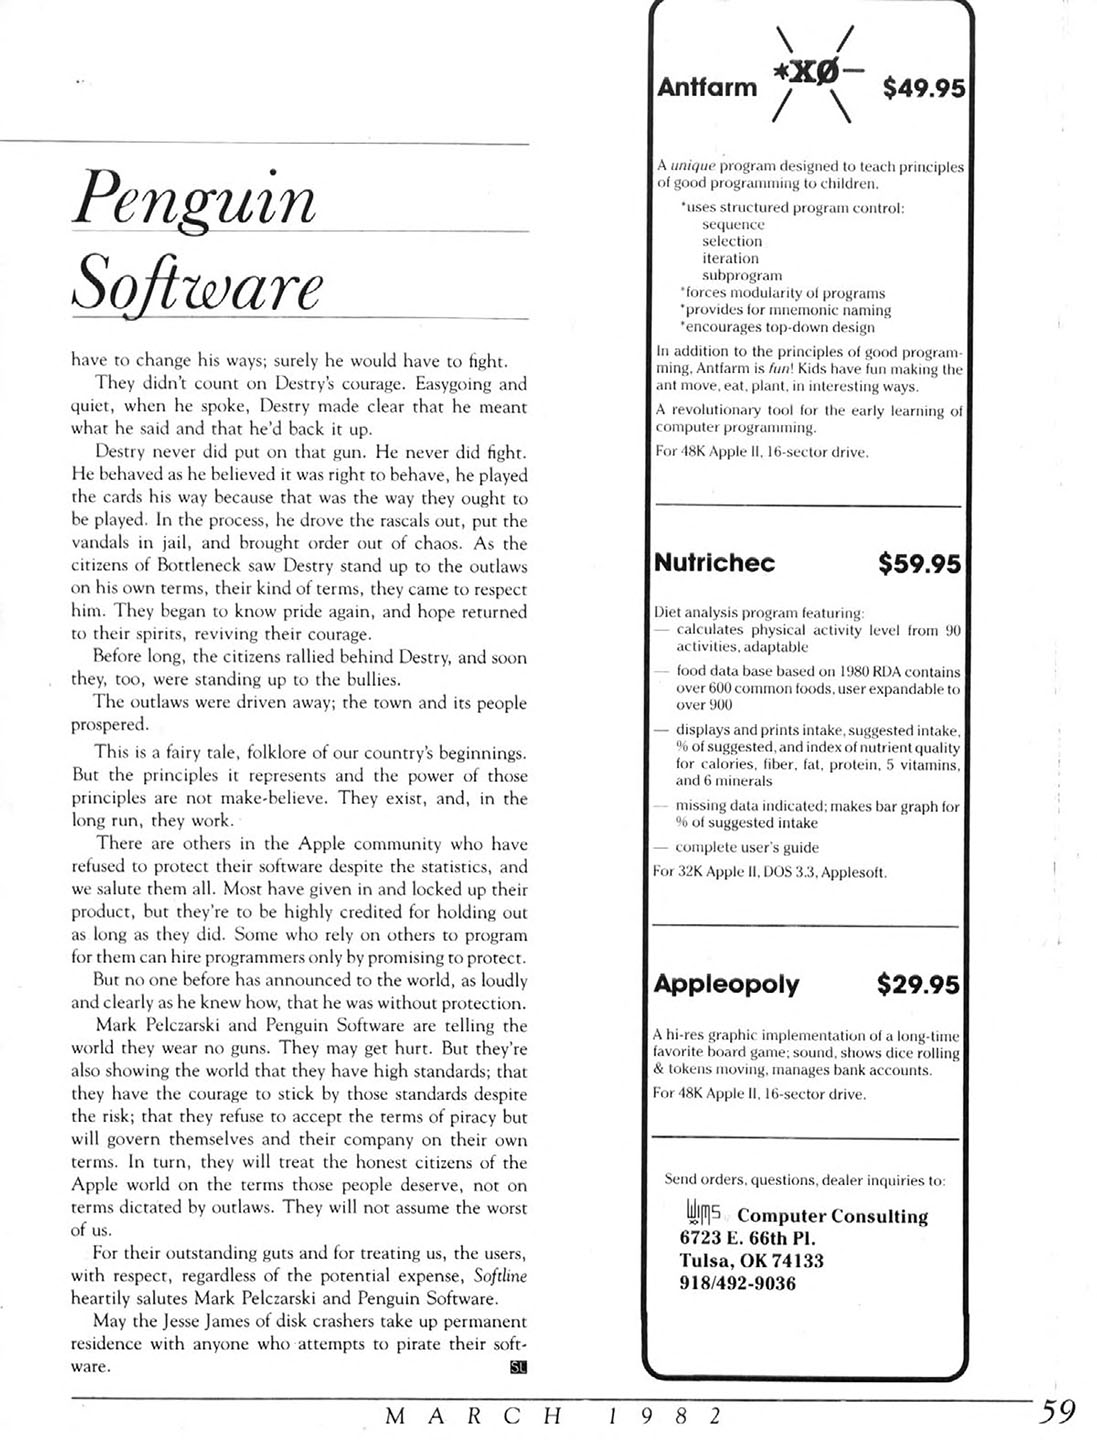 Penguin
Software
have to change his ways; surely he would have to fight.
They didn't count on Destry's courage. Easygoing and
quiet, when he spoke, Destry made clear that he meant
what he said and that he'd back it up.
Destry never did put on that gun. He never did fight.
He behaved as he believed it was right to behave, he played
the cards his way because that was the way they ought to
be played. In the process, he drove the rascals out, put the
vandals in jail, and brought order out of chaos. As the
citizens of Bottleneck saw Destry stand up to the outlaws
on his own terms, their kind of terms, they came to respect
him. They began to know pride again, and hope returned
to their spirits, reviving their courage.
Before long, the citizens rallied behind Destry, and soon
they, too, were standing up to the bullies.
The outlaws were driven away; the town and its people
prospered.
This is a fairy tale, folklore of our country's beginnings.
But the principles it represents and the power of those
principles are not make-believe. They exist, and, in the
long run, they work.
There are others in the Apple community who have
refused to protect their software despite the statistics, and
we salute them all. Most have given in and locked up their
product, but they're to be highly credited for holding out
as long as they did. Some who rely on others to program
for them can hire programmers only by promising to protect.
But no one before has announced to the world, as loudly
and clearly as he knew how, that he was without protection.
Mark Pelczarski and Penguin Software are telling the
world they wear no guns. They may get hurt. But they're
also showing the world that they have high standards; that
they have the courage to stick by those standards despite
the risk; that they refuse to accept the terms of piracy but
will govern themselves and their company on their own
terms. In turn, they will treat the honest citizens of the
Apple world on the terms those people deserve, not on
terms dictated by outlaws. They will not assume the worst
of us.
For their outstanding guts and for treating us, the users,
with respect, regardless of the potential expense, Softline
heartily salutes Mark Pelczarski and Penguin Software.
May the Jesse James of disk crashers take up permanent
residence with anyone who attempts to pirate their soft-
ware. SL
Antfarm *XØ— $49.95
A unique program designed to teach principles
of good programming to children.
*uses structured program control:
sequence
selection
iteration
subprogram
*forces modularity of programs
*provides for mnemonic naming
*encourages top-down design
In addition to the principles of good program-
ming, Antfarm is fun! Kids have fun making the
ant move, eat, plant, in interesting ways.
A revolutionary tool for the early learning of
computer programming.
For 48K Apple II, 16-sector drive.
Nutrichec $59.95
Diet analysis program featuring:
— calculates physical activity level from 90
activities, adaptable
— food data base based on 1980 RDA contains
over 600 common foods, user expandable to
over 900
— displays and prints intake, suggested intake,
% of suggested, and index of nutrient quality
for calories, fiber, fat, protein, 5 vitamins,
and 6 minerals
— missing data indicated; makes bar graph for
% of suggested intake
— complete user's guide
For 32K Apple II, DOS 3.3, Applesoft.
Appleopoly $29.95
A hi-res graphic implementation of a long-time
favorite board game; sound, shows dice rolling
& tokens moving, manages bank accounts.
For 48K Apple II, 16-sector drive.
Send orders, questions, dealer inquiries to:
Wims Computer Consulting
6723 E. 66th Pl.
Tulsa, OK 74133
918/492-9036
MARCH 1982 59